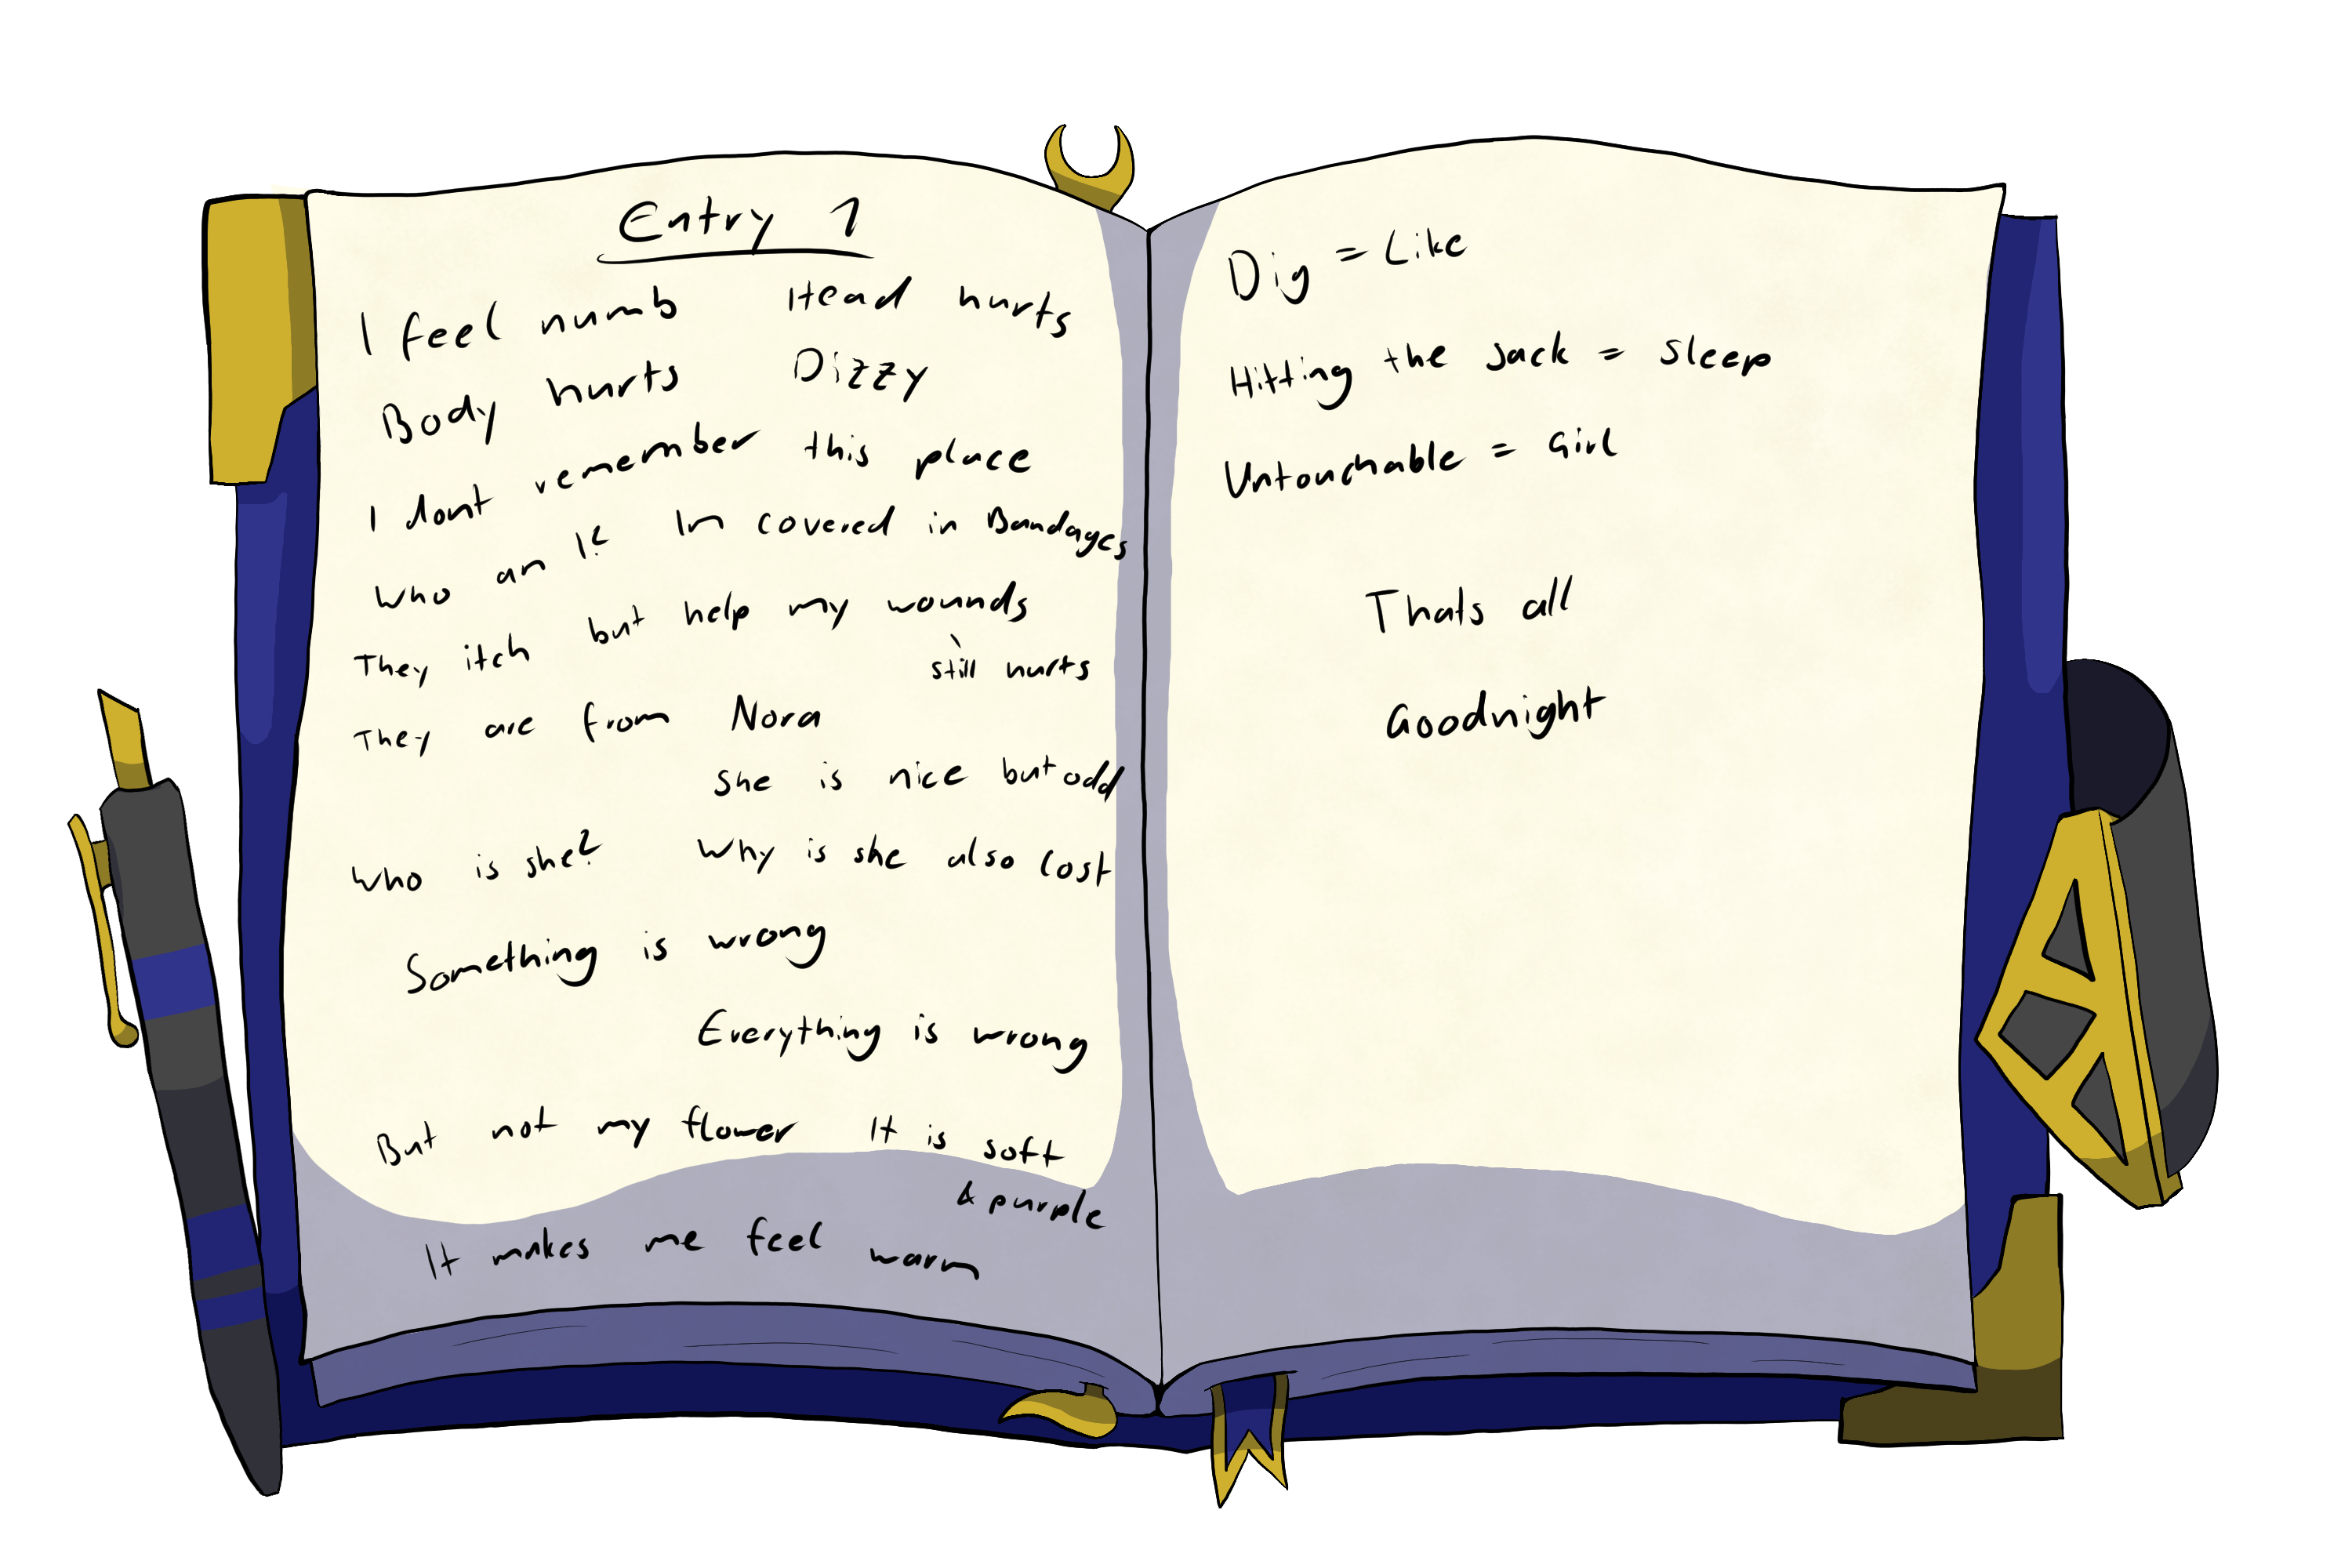 Entry 1
I feel numb Head hurts
Body hurts Dizzy
I dont remember this place
Who am I? Im covered in Bandages
They itch but help my wounds
still hurts
They are from Nora
She is nice but odd
Who is she? Why is she also lost
Something is wrong
Everything is wrong
But not my flower It is soft
& purple
It makes me feel warm
Dig = Like
Hitting the jack = Sleep
Untouchable = Girl
Thats all
Goodnight